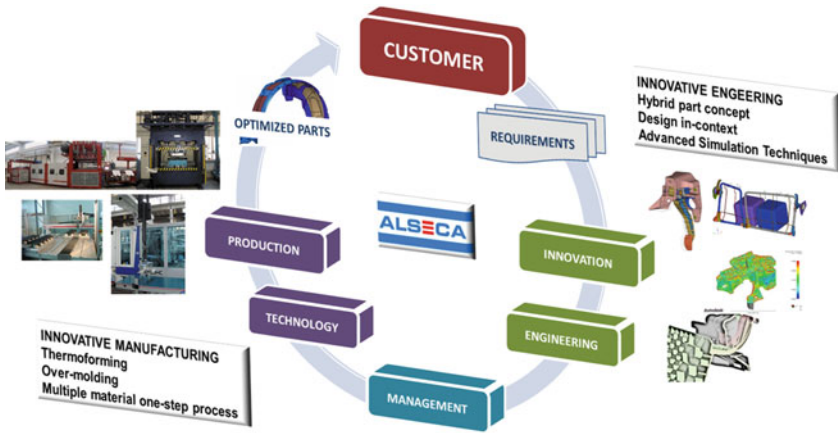 CUSTOMER
OPTIMIZED PARTS
REQUIREMENTS
INNOVATIVE ENGEERING
Hybrid part concept
Design in-context
Advanced Simulation Techniques
ALSECA
PRODUCTION
INNOVATION
TECHNOLOGY
ENGINEERING
MANAGEMENT
INNOVATIVE MANUFACTURING
Thermoforming
Over-molding
Multiple material one-step process
Autodesk